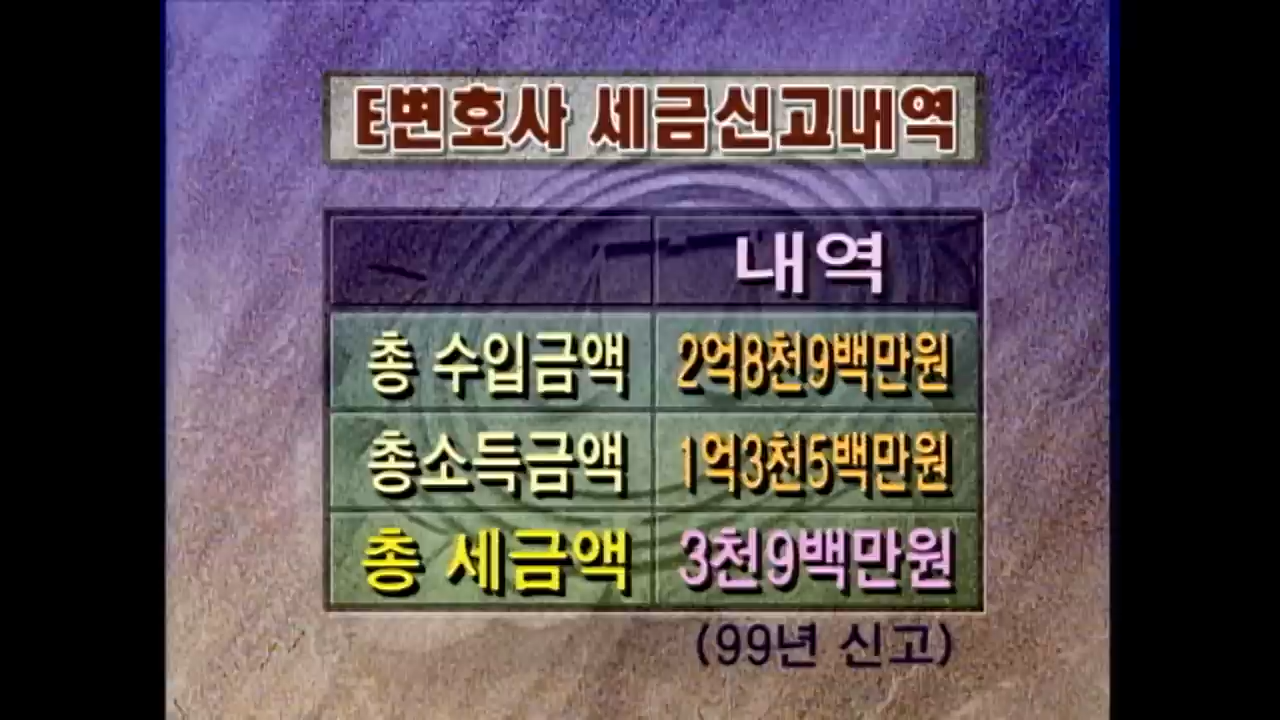 E변호사 세금신고내역
내역
총 수입금액 2억8천9백만원
총소득금액 1억3천5백만원
총 세금액 3천9백만원
(99년 신고)